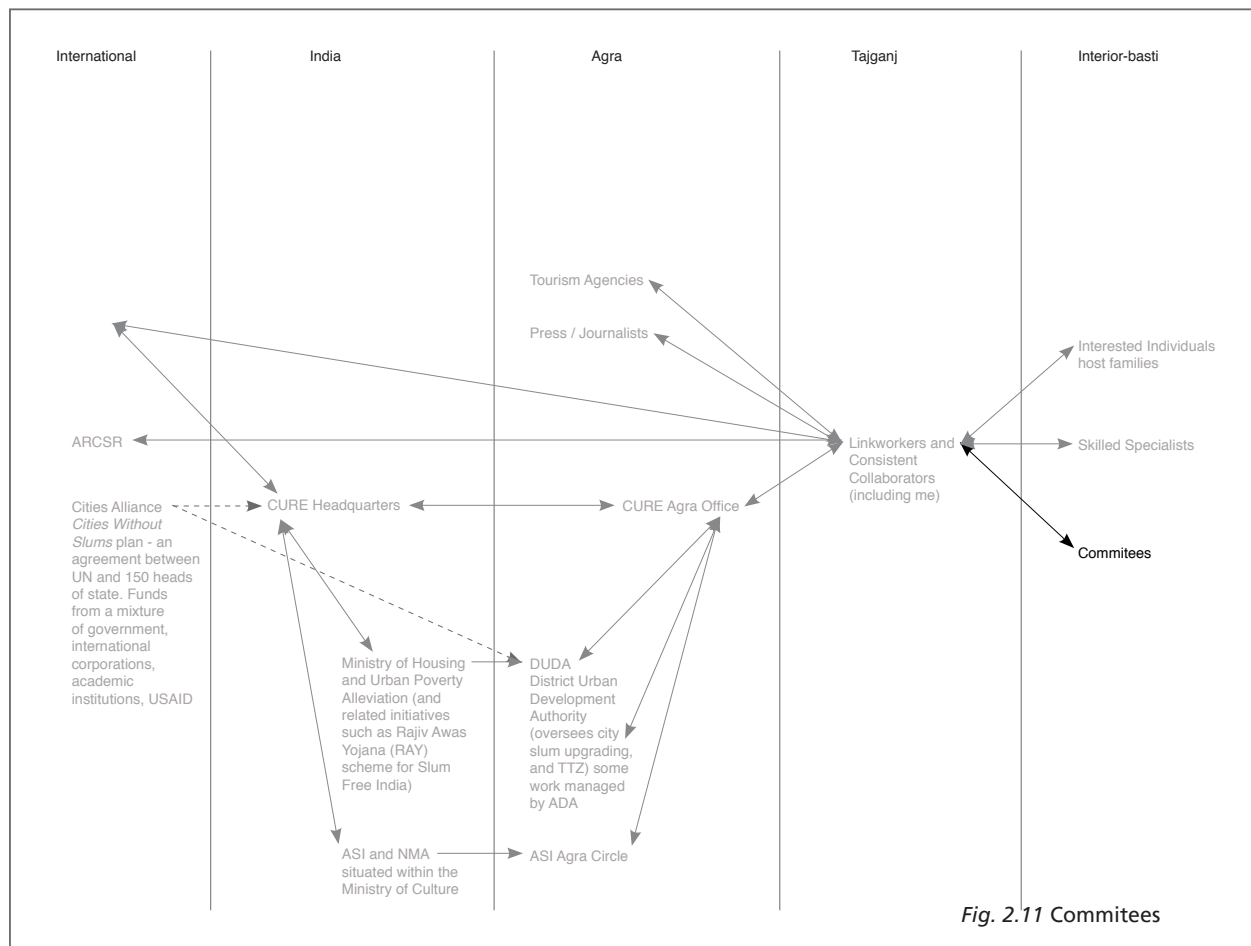 International
India
Agra
Tajganj
Interior-basti
Tourism Agencies
Press / Journalists
Interested Individuals
host families
ARCSR
Linkworkers and
Consistent
Collaborators
(including me)
Skilled Specialists
Cities Alliance
Cities Without
Slums plan - an
agreement between
UN and 150 heads
of state. Funds
from a mixture
of government,
international
corporations,
academic
institutions, USAID
CURE Headquarters
CURE Agra Office
Commitees
Ministry of Housing
and Urban Poverty
Alleviation (and
related initiatives
such as Rajiv Awas
Yojana (RAY)
scheme for Slum
Free India)
DUDA
District Urban
Development
Authority
(oversees city
slum upgrading,
and TTZ) some
work managed
by ADA
ASI and NMA
situated within the
Ministry of Culture
ASI Agra Circle
Fig. 2.11 Commitees